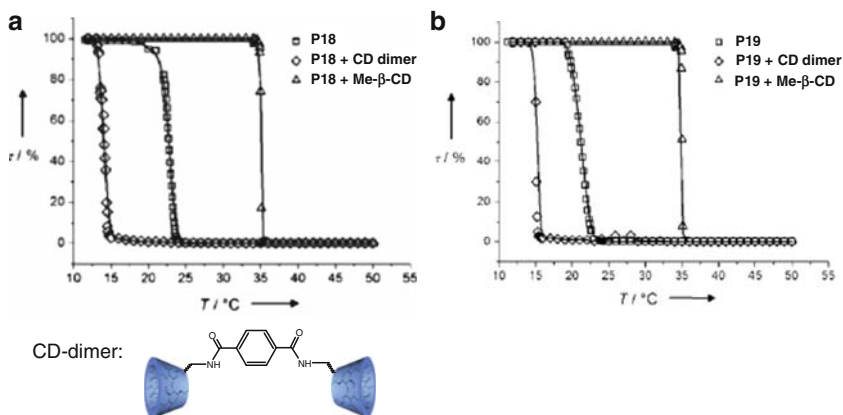 a
100
80
60
40
20
0
τ / %
10 15 20 25 30 35 40 45 50 55
T / °C
P18
P18 + CD dimer
P18 + Me-β-CD
b
100
80
60
40
20
0
τ / %
10 15 20 25 30 35 40 45 50 55
T / °C
P19
P19 + CD dimer
P19 + Me-β-CD
CD-dimer:
O
NH
O
NH